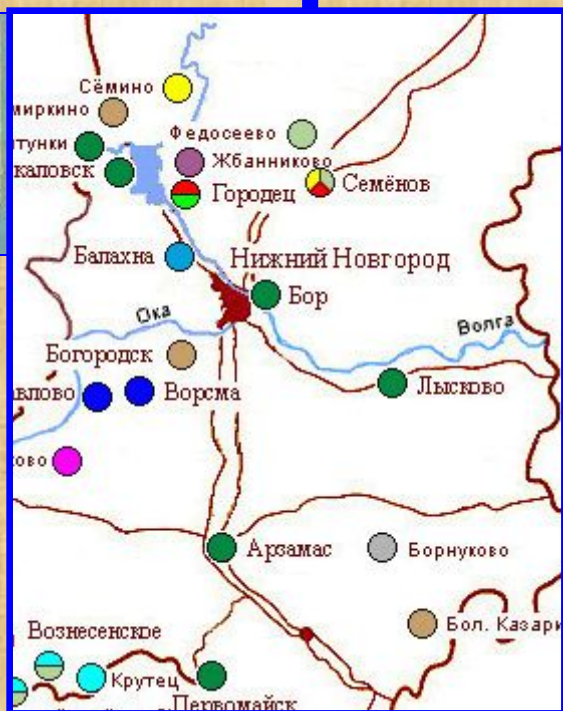 Сёмино
миркино
Федосеево
тунки
Жбанниково
каловск
Городец
Семёнов
Балахна
Нижний Новгород
Бор
Ока
Волга
Богородск
Лысково
авлово
Ворсма
ово
Арзамас
Борнуково
Бол. Казари
Вознесенское
Крутец
Первомайск